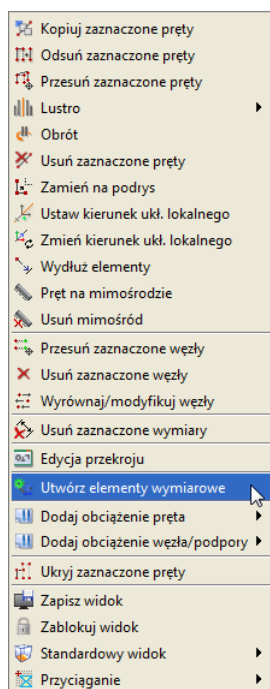 Kopiuj zaznaczone pręty
Odsuń zaznaczone pręty
Przesuń zaznaczone pręty
Lustro
Obrót
Usuń zaznaczone pręty
Zamień na podrys
Ustaw kierunek ukł. lokalnego
Zmień kierunek ukł. lokalnego
Wydłuż elementy
Pręt na mimośrodzie
Usuń mimośród
Przesuń zaznaczone węzły
Usuń zaznaczone węzły
Wyrównaj/modyfikuj węzły
Usuń zaznaczone wymiary
Edycja przekroju
Utwórz elementy wymiarowe
Dodaj obciążenie pręta
Dodaj obciążenie węzła/podpory
Ukryj zaznaczone pręty
Zapisz widok
Zablokuj widok
Standardowy widok
Przyciąganie